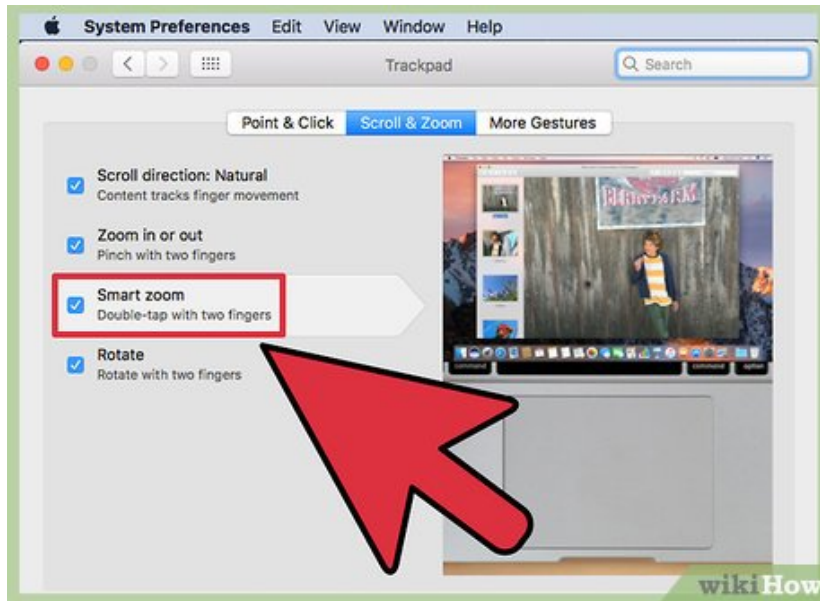 System Preferences Edit View Window Help
Trackpad
Search
Point & Click Scroll & Zoom More Gestures
Scroll direction: Natural
Content tracks finger movement
Zoom in or out
Pinch with two fingers
Smart zoom
Double-tap with two fingers
Rotate
Rotate with two fingers
command command option
wikiHow